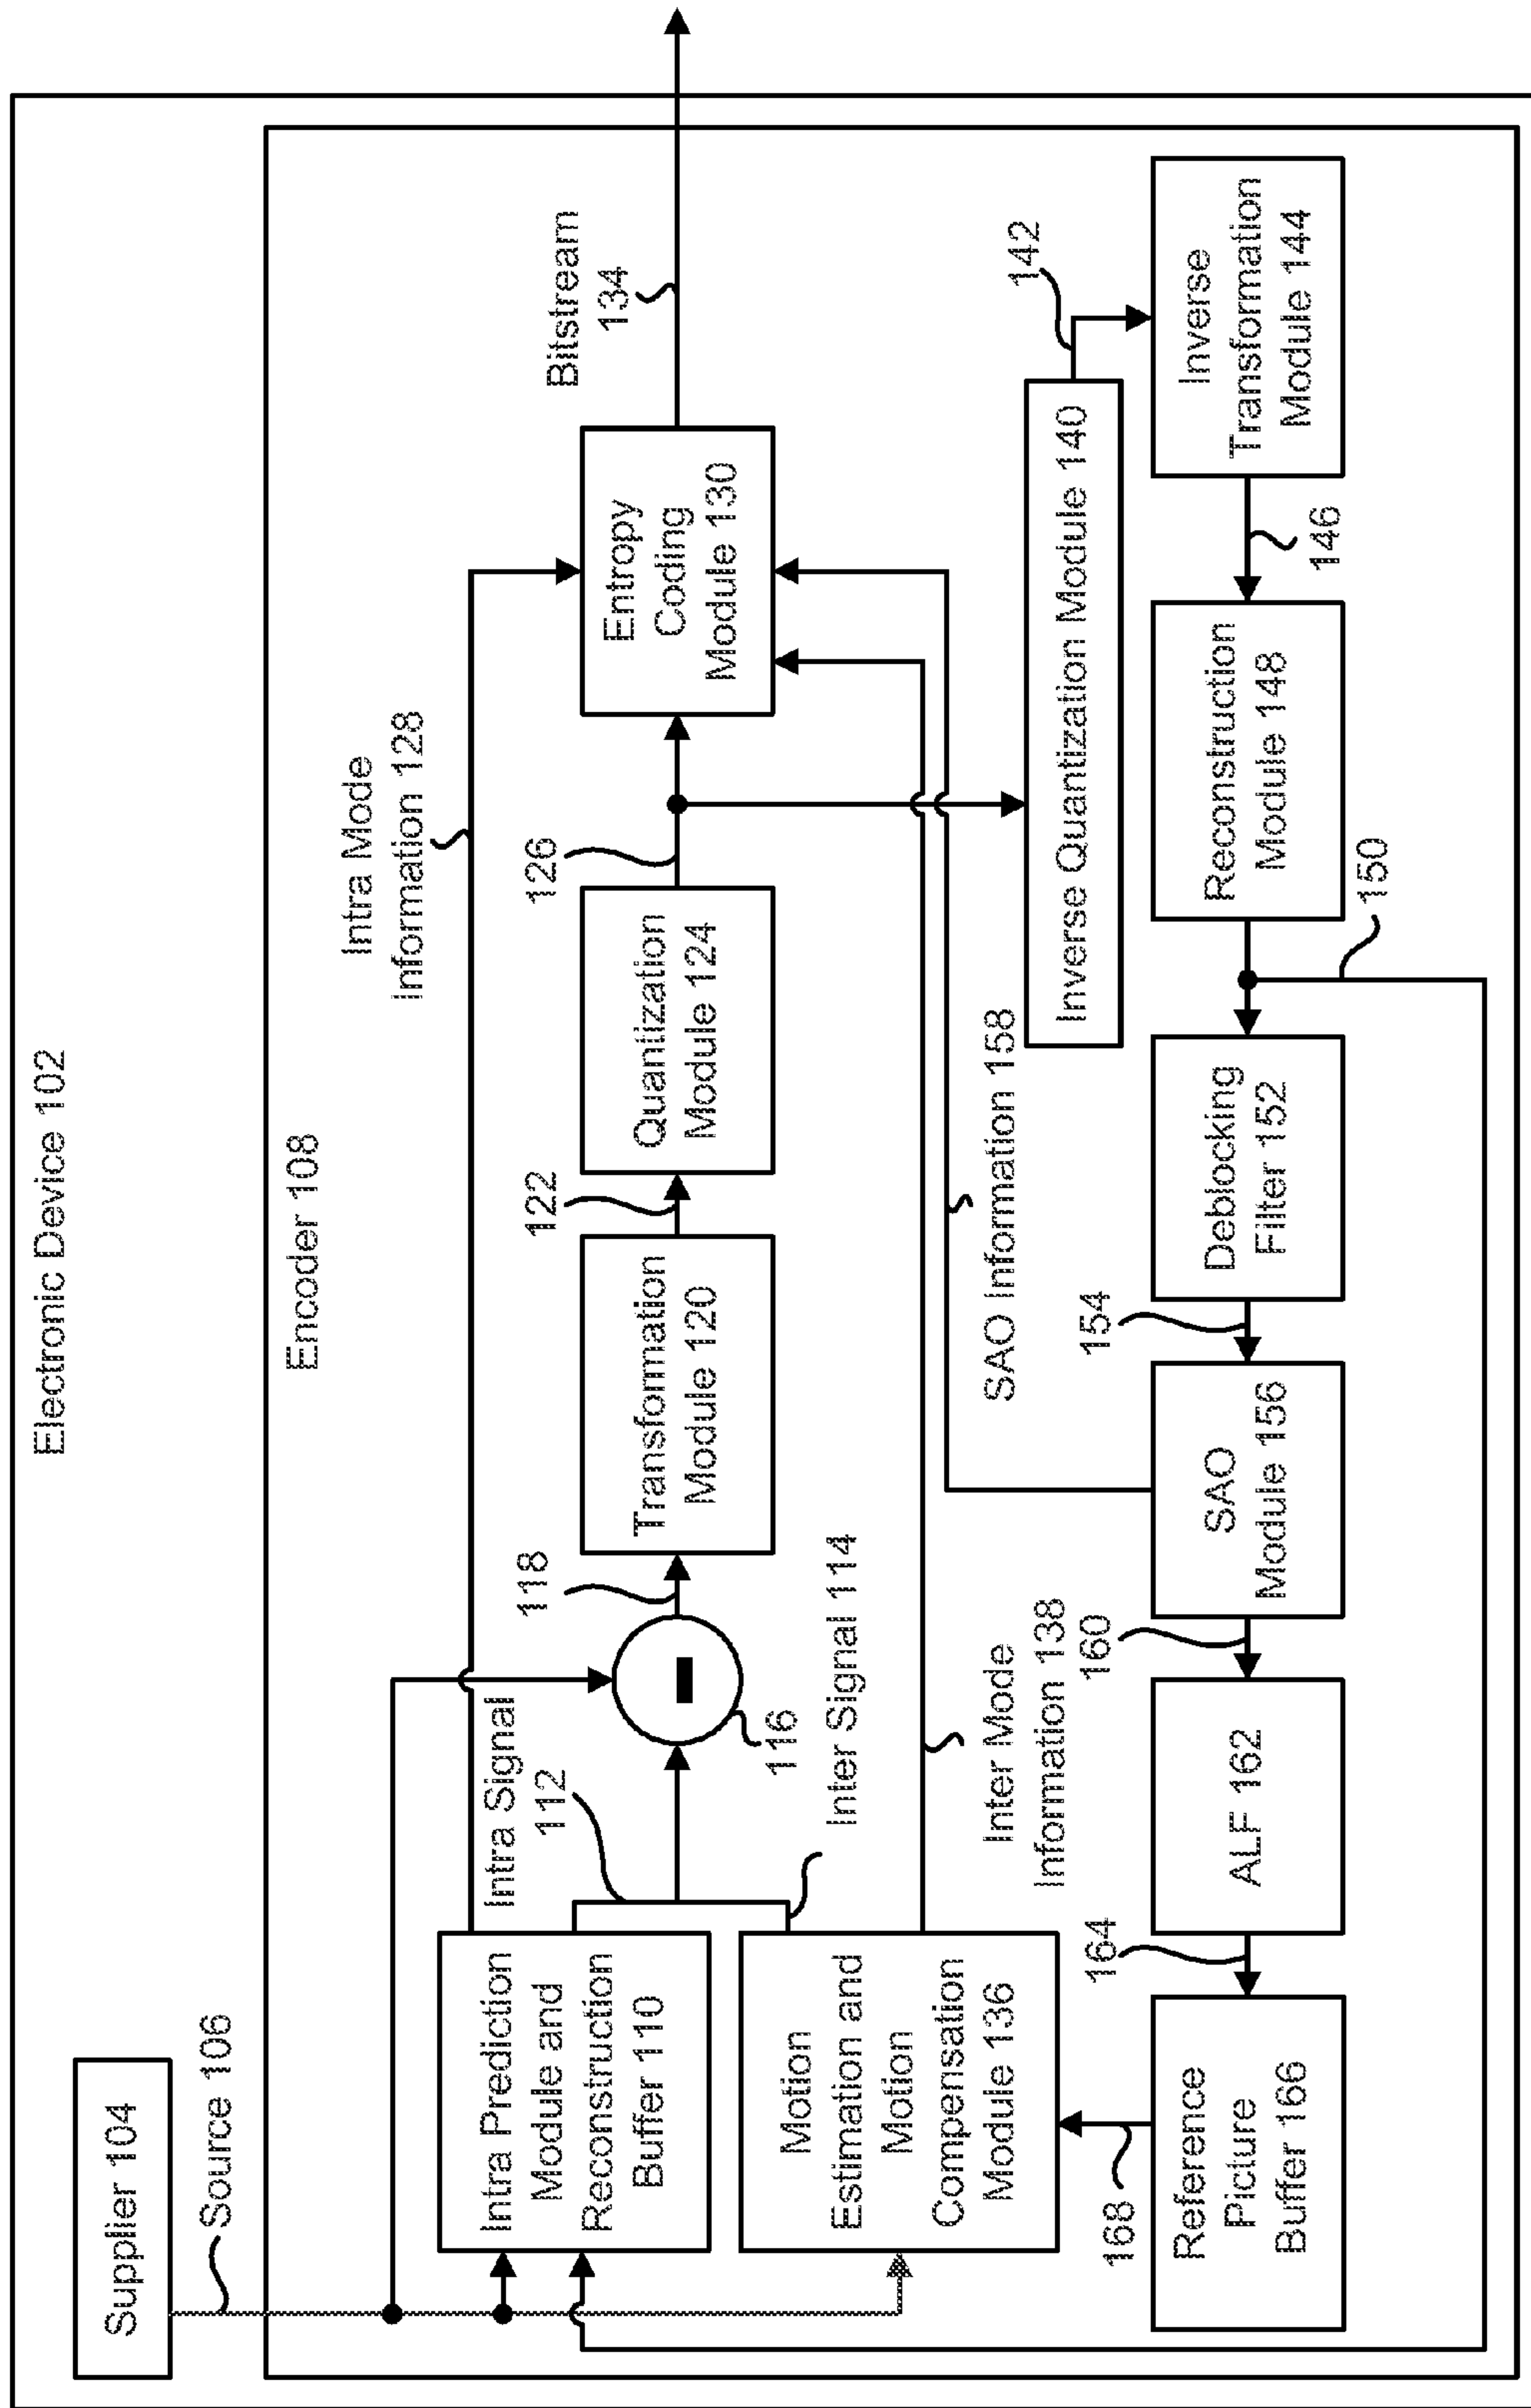 Electronic Device 102
Supplier 104
Source 106
Encoder 108
Intra Mode
Information 128
Intra Prediction
Module and
Reconstruction
Buffer 110
Intra Signal
112
116
118
Transformation
Module 120
122
Quantization
Module 124
126
Entropy
Coding
Module 130
Bitstream
134
Inter Signal 114
Motion
Estimation and
Motion
Compensation
Module 136
Inter Mode
Information 138
SAO Information 158
Inverse Quantization Module 140
142
168
Reference
Picture
Buffer 166
164
ALF 162
160
SAO
Module 156
154
Deblocking
Filter 152
150
Reconstruction
Module 148
146
Inverse
Transformation
Module 144